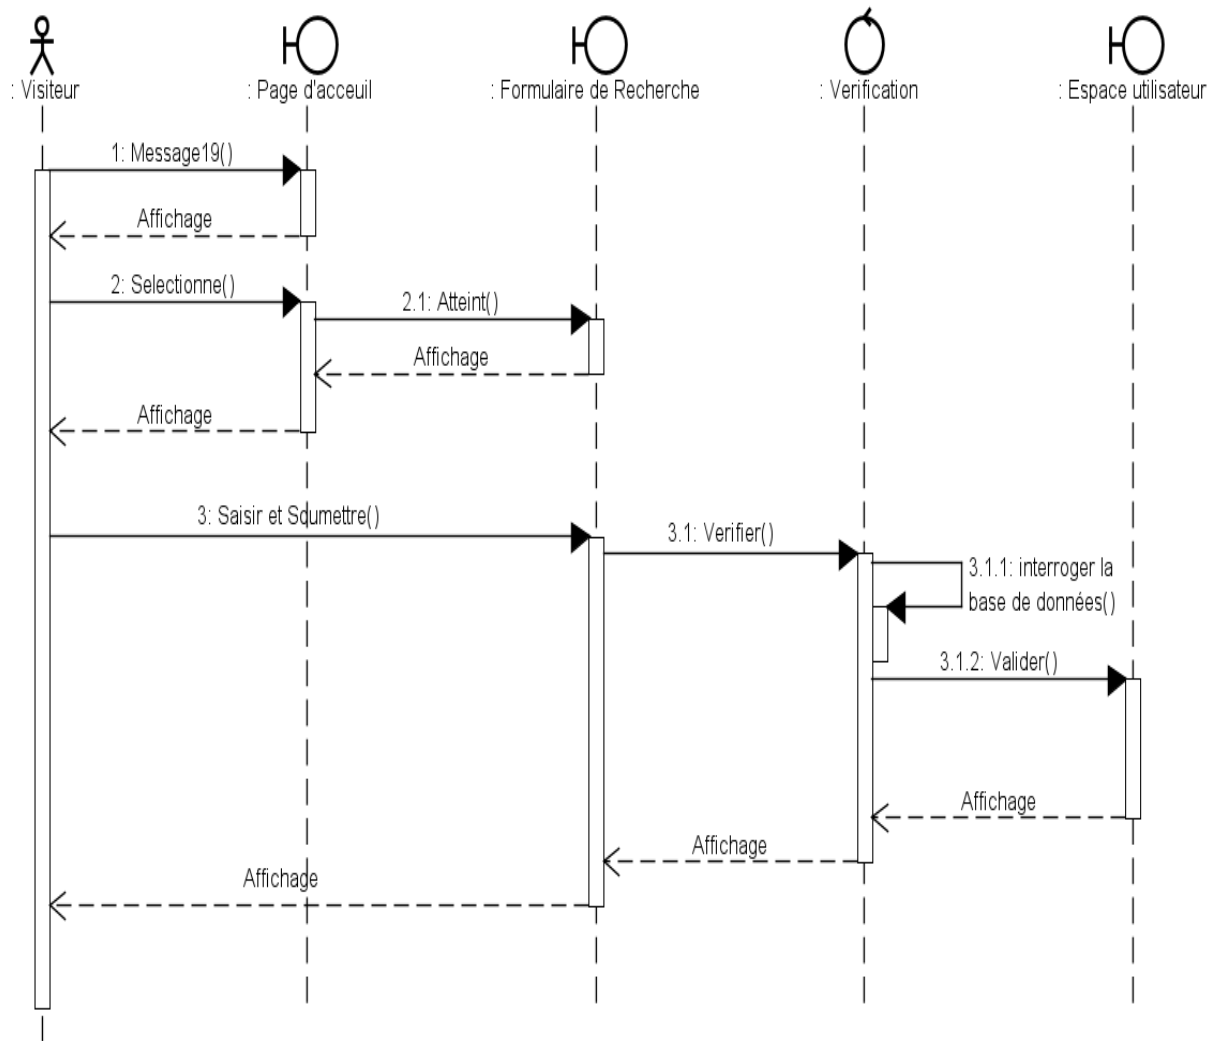 : Visiteur
: Page d'acceuil
: Formulaire de Recherche
: Verification
: Espace utilisateur
1: Message19()
Affichage
2: Selectionne()
2.1: Atteint()
Affichage
Affichage
3: Saisir et Soumettre()
3.1: Verifier()
3.1.1: interroger la
base de données()
3.1.2: Valider()
Affichage
Affichage
Affichage